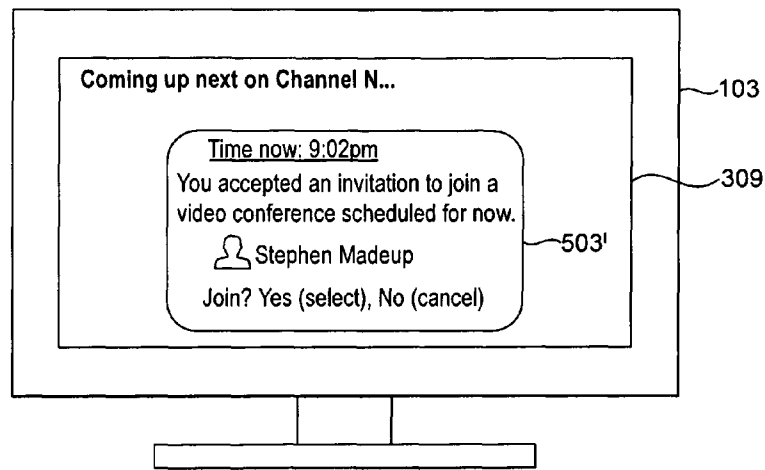 Coming up next on Channel N...
103
Time now; 9:02pm
You accepted an invitation to join a
309
video conference scheduled for now.
503'
Stephen Madeup
Join? Yes (select), No (cancel)